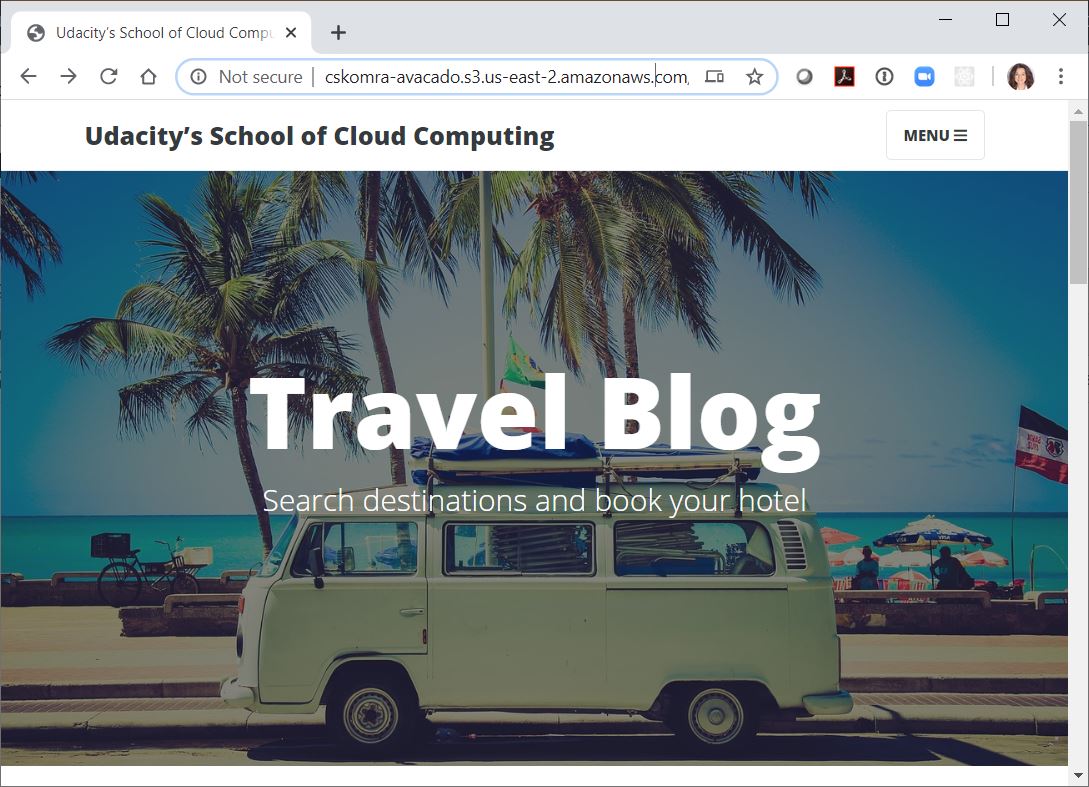 Udacity’s School of Cloud Compu
Not secure | cskomra-avacado.s3.us-east-2.amazonaws.com,
Udacity’s School of Cloud Computing
MENU
Travel Blog
Search destinations and book your hotel
VISA